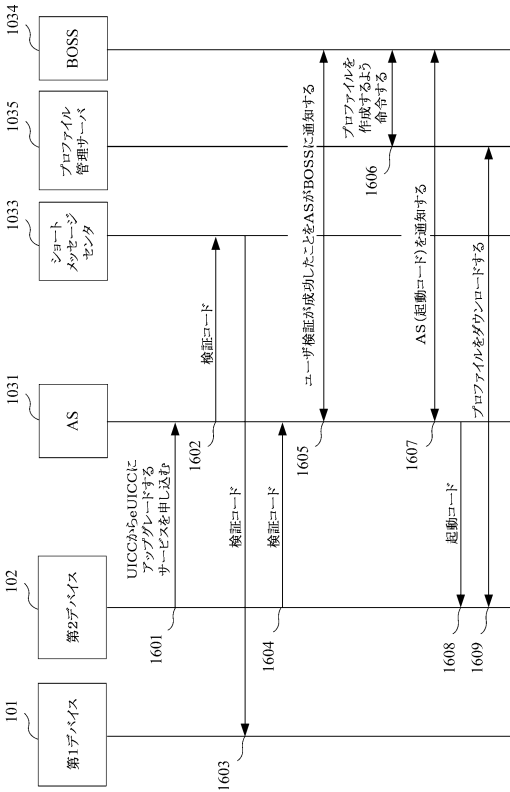 101
第1デバイス
102
第2デバイス
1031
AS
1033
ショート
メッセージ
センタ
1035
プロファイル
管理サーバ
1034
BOSS
UICCからeUICCに
アップグレードする
サービスを申し込む
1601
検証コード
1602
検証コード
1603
検証コード
1604
ユーザ検証が成功したことをASがBOSSに通知する
1605
プロファイルを
作成するよう
命令する
1606
AS(起動コード)を通知する
1607
起動コード
1608
プロファイルをダウンロードする
1609